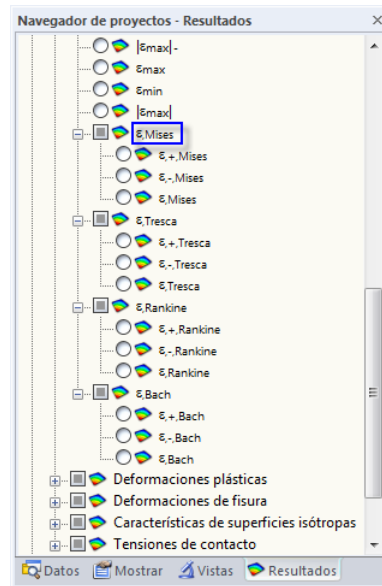 Navegador de proyectos - Resultados
|εmax| -
εmax
εmin
|εmax|
ε,Mises
ε,+,Mises
ε,-,Mises
ε,Mises
ε,Tresca
ε,+,Tresca
ε,-,Tresca
ε,Tresca
ε,Rankine
ε,+,Rankine
ε,-,Rankine
ε,Rankine
ε,Bach
ε,+,Bach
ε,-,Bach
ε,Bach
Deformaciones plásticas
Deformaciones de fisura
Características de superficies isótropas
Tensiones de contacto
Datos Mostrar Vistas Resultados